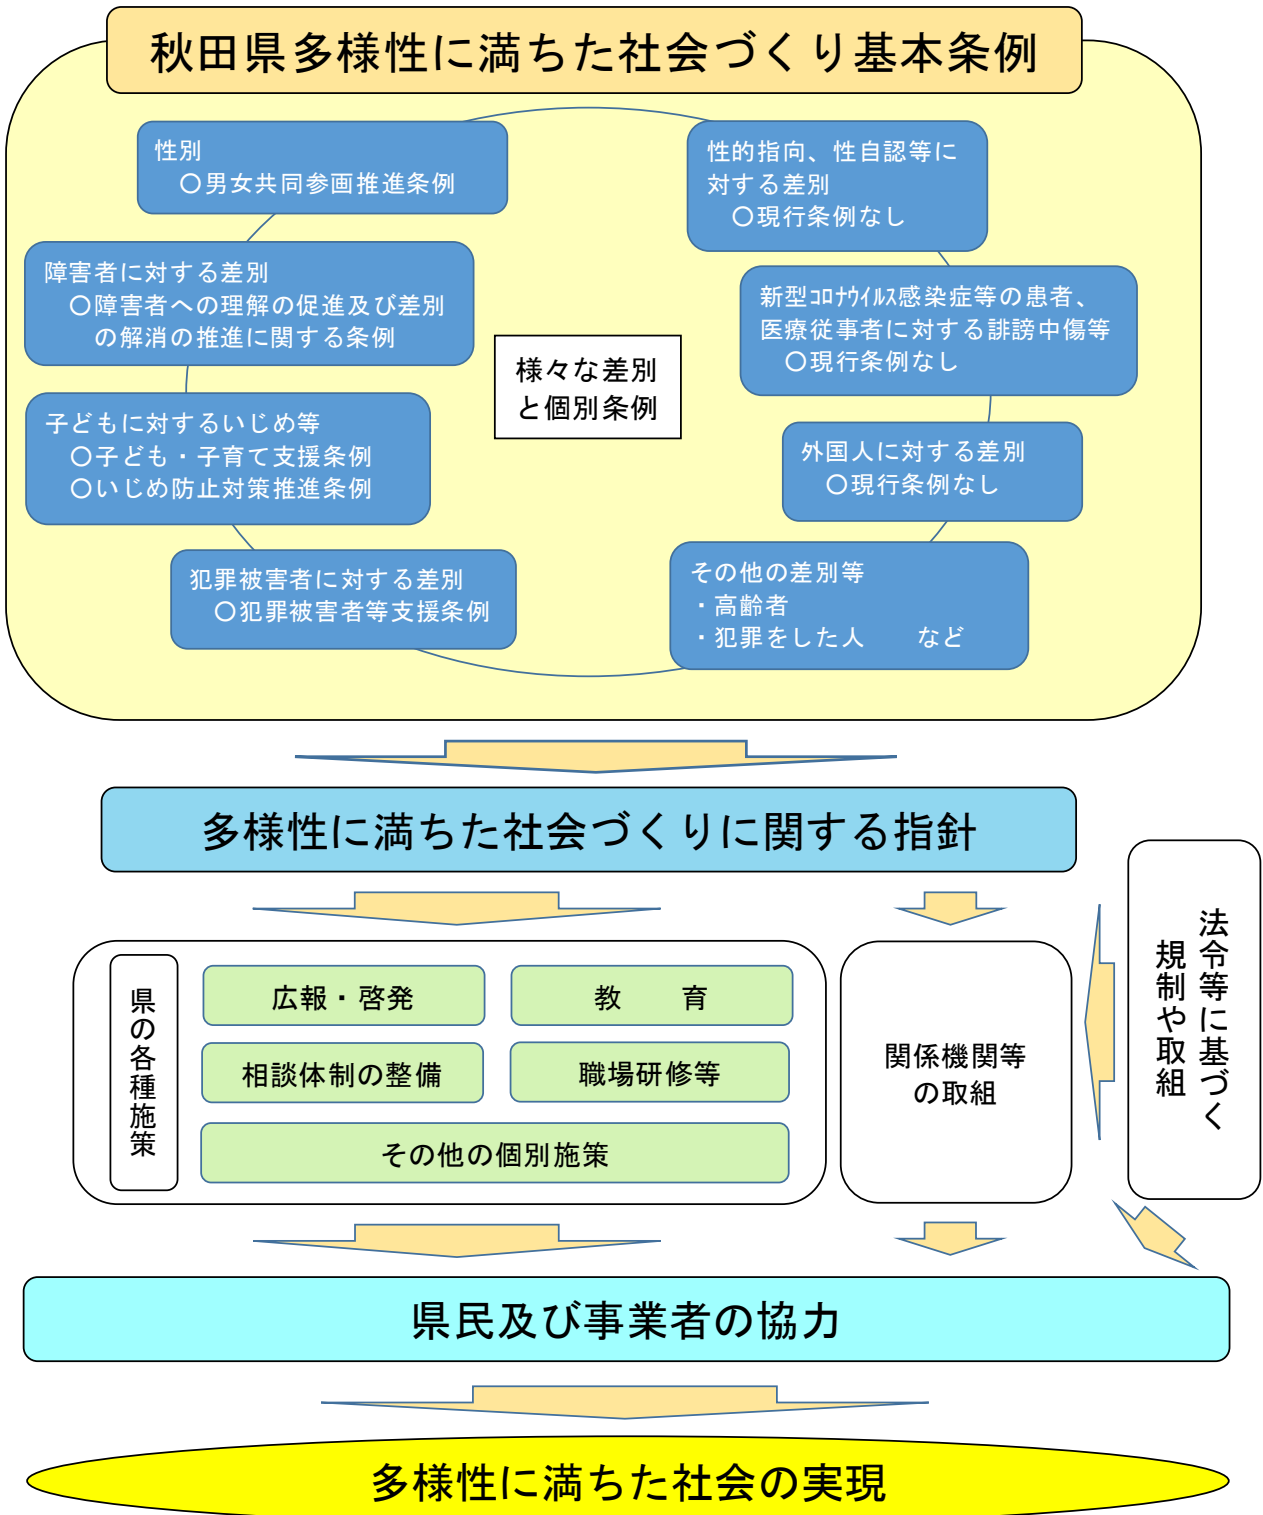 秋田県多様性に満ちた社会づくり基本条例
性別
〇男女共同参画推進条例
性的指向、性自認等に
対する差別
〇現行条例なし
障害者に対する差別
〇障害者への理解の促進及び差別
の解消の推進に関する条例
新型ｺﾛﾅｳｲﾙｽ感染症等の患者、
医療従事者に対する誹謗中傷等
〇現行条例なし
様々な差別
と個別条例
子どもに対するいじめ等
〇子ども・子育て支援条例
〇いじめ防止対策推進条例
外国人に対する差別
〇現行条例なし
犯罪被害者に対する差別
〇犯罪被害者等支援条例
その他の差別等
・高齢者
・犯罪をした人　　など
多様性に満ちた社会づくりに関する指針
県の各種施策
広報・啓発
教　　育
相談体制の整備
職場研修等
その他の個別施策
関係機関等
の取組
法令等に基づく
規制や取組
県民及び事業者の協力
多様性に満ちた社会の実現